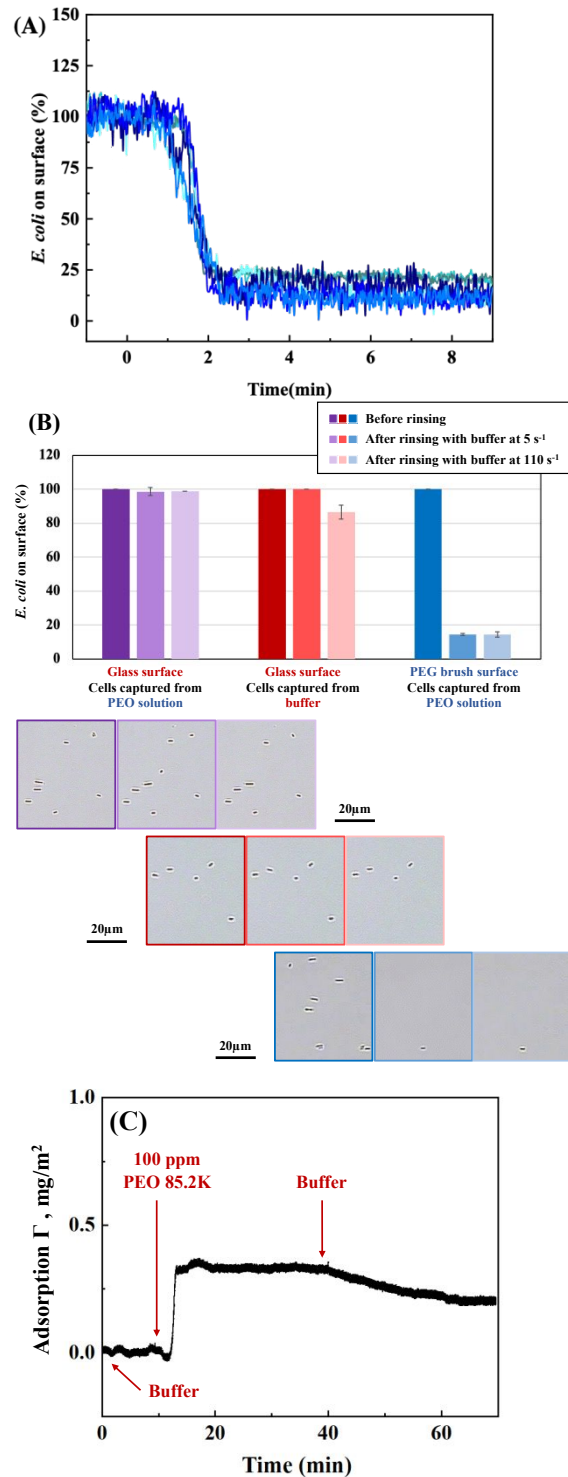 (A)
150
125
100
75
50
25
0
E. coli on surface (%)
0 2 4 6 8
Time(min)
(B)
Before rinsing
After rinsing with buffer at 5 s⁻¹
After rinsing with buffer at 110 s⁻¹
120
100
80
60
40
20
0
E. coli on surface (%)
Glass surface
Cells captured from
PEO solution
Glass surface
Cells captured from
buffer
PEG brush surface
Cells captured from
PEO solution
20μm
20μm
20μm
(C)
1.0
0.5
0.0
Adsorption Γ , mg/m²
100 ppm
PEO 85.2K
Buffer
Buffer
0 20 40 60
Time (min)